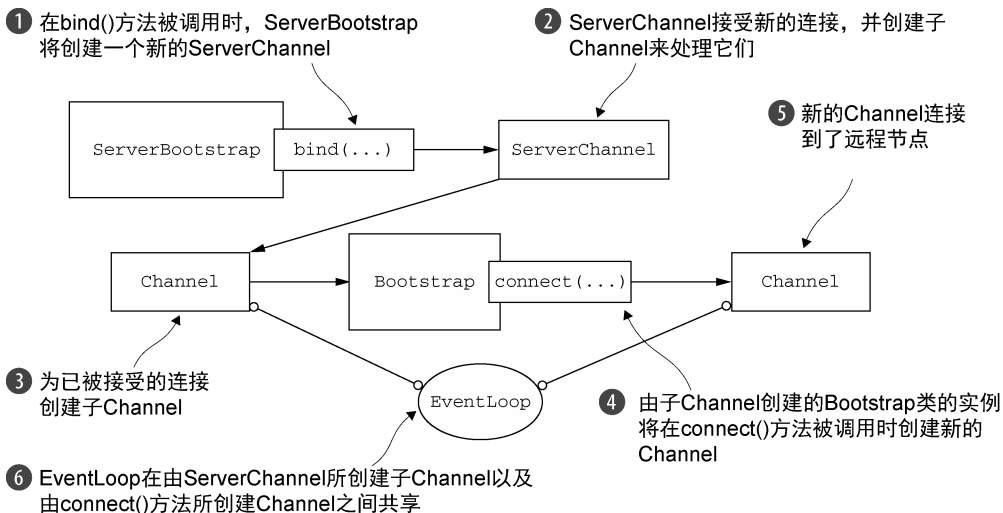 1 在bind()方法被调用时，ServerBootstrap
将创建一个新的ServerChannel
2 ServerChannel接受新的连接，并创建子
Channel来处理它们
5 新的Channel连接
到了远程节点
ServerBootstrap
bind(...)
ServerChannel
Channel
Bootstrap
connect(...)
Channel
3 为已被接受的连接
创建子Channel
EventLoop
4 由子Channel创建的Bootstrap类的实例
将在connect()方法被调用时创建新的
Channel
6 EventLoop在由ServerChannel所创建子Channel以及
由connect()方法所创建Channel之间共享